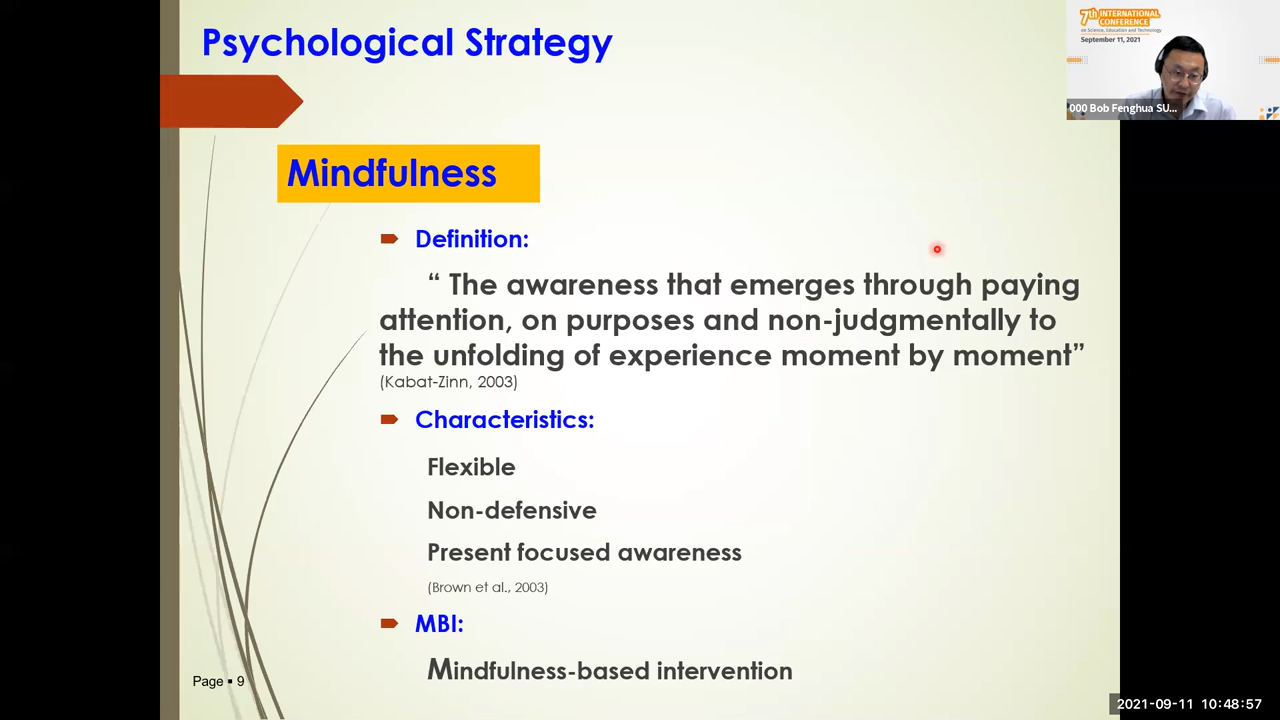 Psychological Strategy
7th INTERNATIONAL
CONFERENCE
on Science, Education and Technology
September 11, 2021
000 Bob Fenghua SU...
Mindfulness
Definition:
“ The awareness that emerges through paying
attention, on purposes and non-judgmentally to
the unfolding of experience moment by moment”
(Kabat-Zinn, 2003)
Characteristics:
Flexible
Non-defensive
Present focused awareness
(Brown et al., 2003)
MBI:
Mindfulness-based intervention
Page ▪ 9
2021-09-11 10:48:57